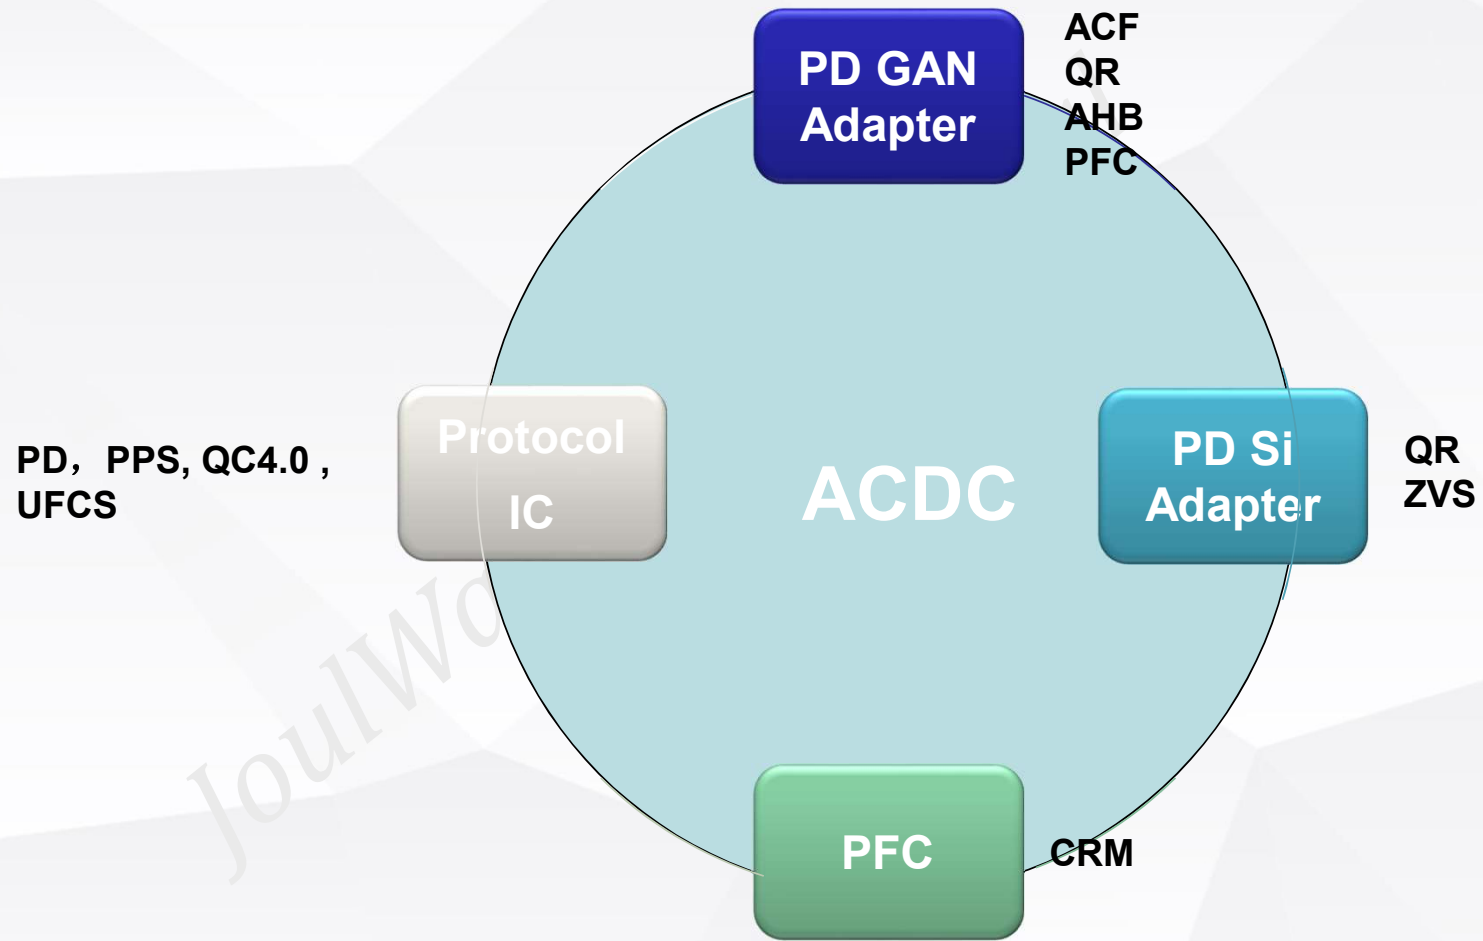 PD GAN
Adapter
ACF
QR
AHB
PFC
Protocol
IC
PD，PPS, QC4.0 ,
UFCS
ACDC
PD Si
Adapter
QR
ZVS
PFC
CRM